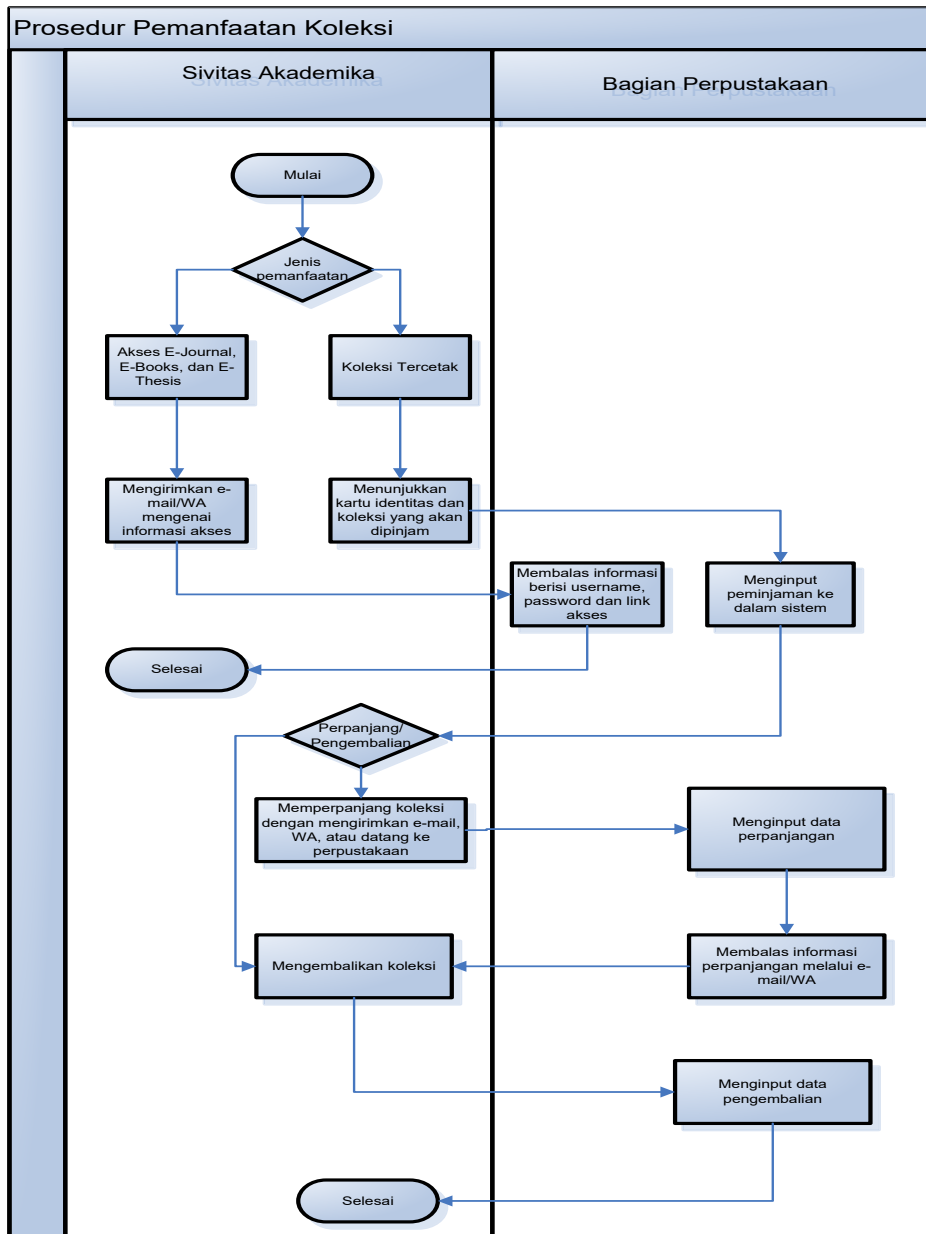 Prosedur Pemanfaatan Koleksi
Sivitas Akademika
Bagian Perpustakaan
Mulai
Jenis
pemanfaatan
Akses E-Journal,
E-Books, dan E-
Thesis
Koleksi Tercetak
Mengirimkan e-
mail/WA
mengenai
informasi akses
Menunjukkan
kartu identitas dan
koleksi yang akan
dipinjam
Membalas informasi
berisi username,
password dan link
akses
Menginput
peminjaman ke
dalam sistem
Selesai
Perpanjang/
Pengembalian
Memperpanjang koleksi
dengan mengirimkan e-mail,
WA, atau datang ke
perpustakaan
Menginput data
perpanjangan
Mengembalikan koleksi
Membalas informasi
perpanjangan melalui e-
mail/WA
Menginput data
pengembalian
Selesai